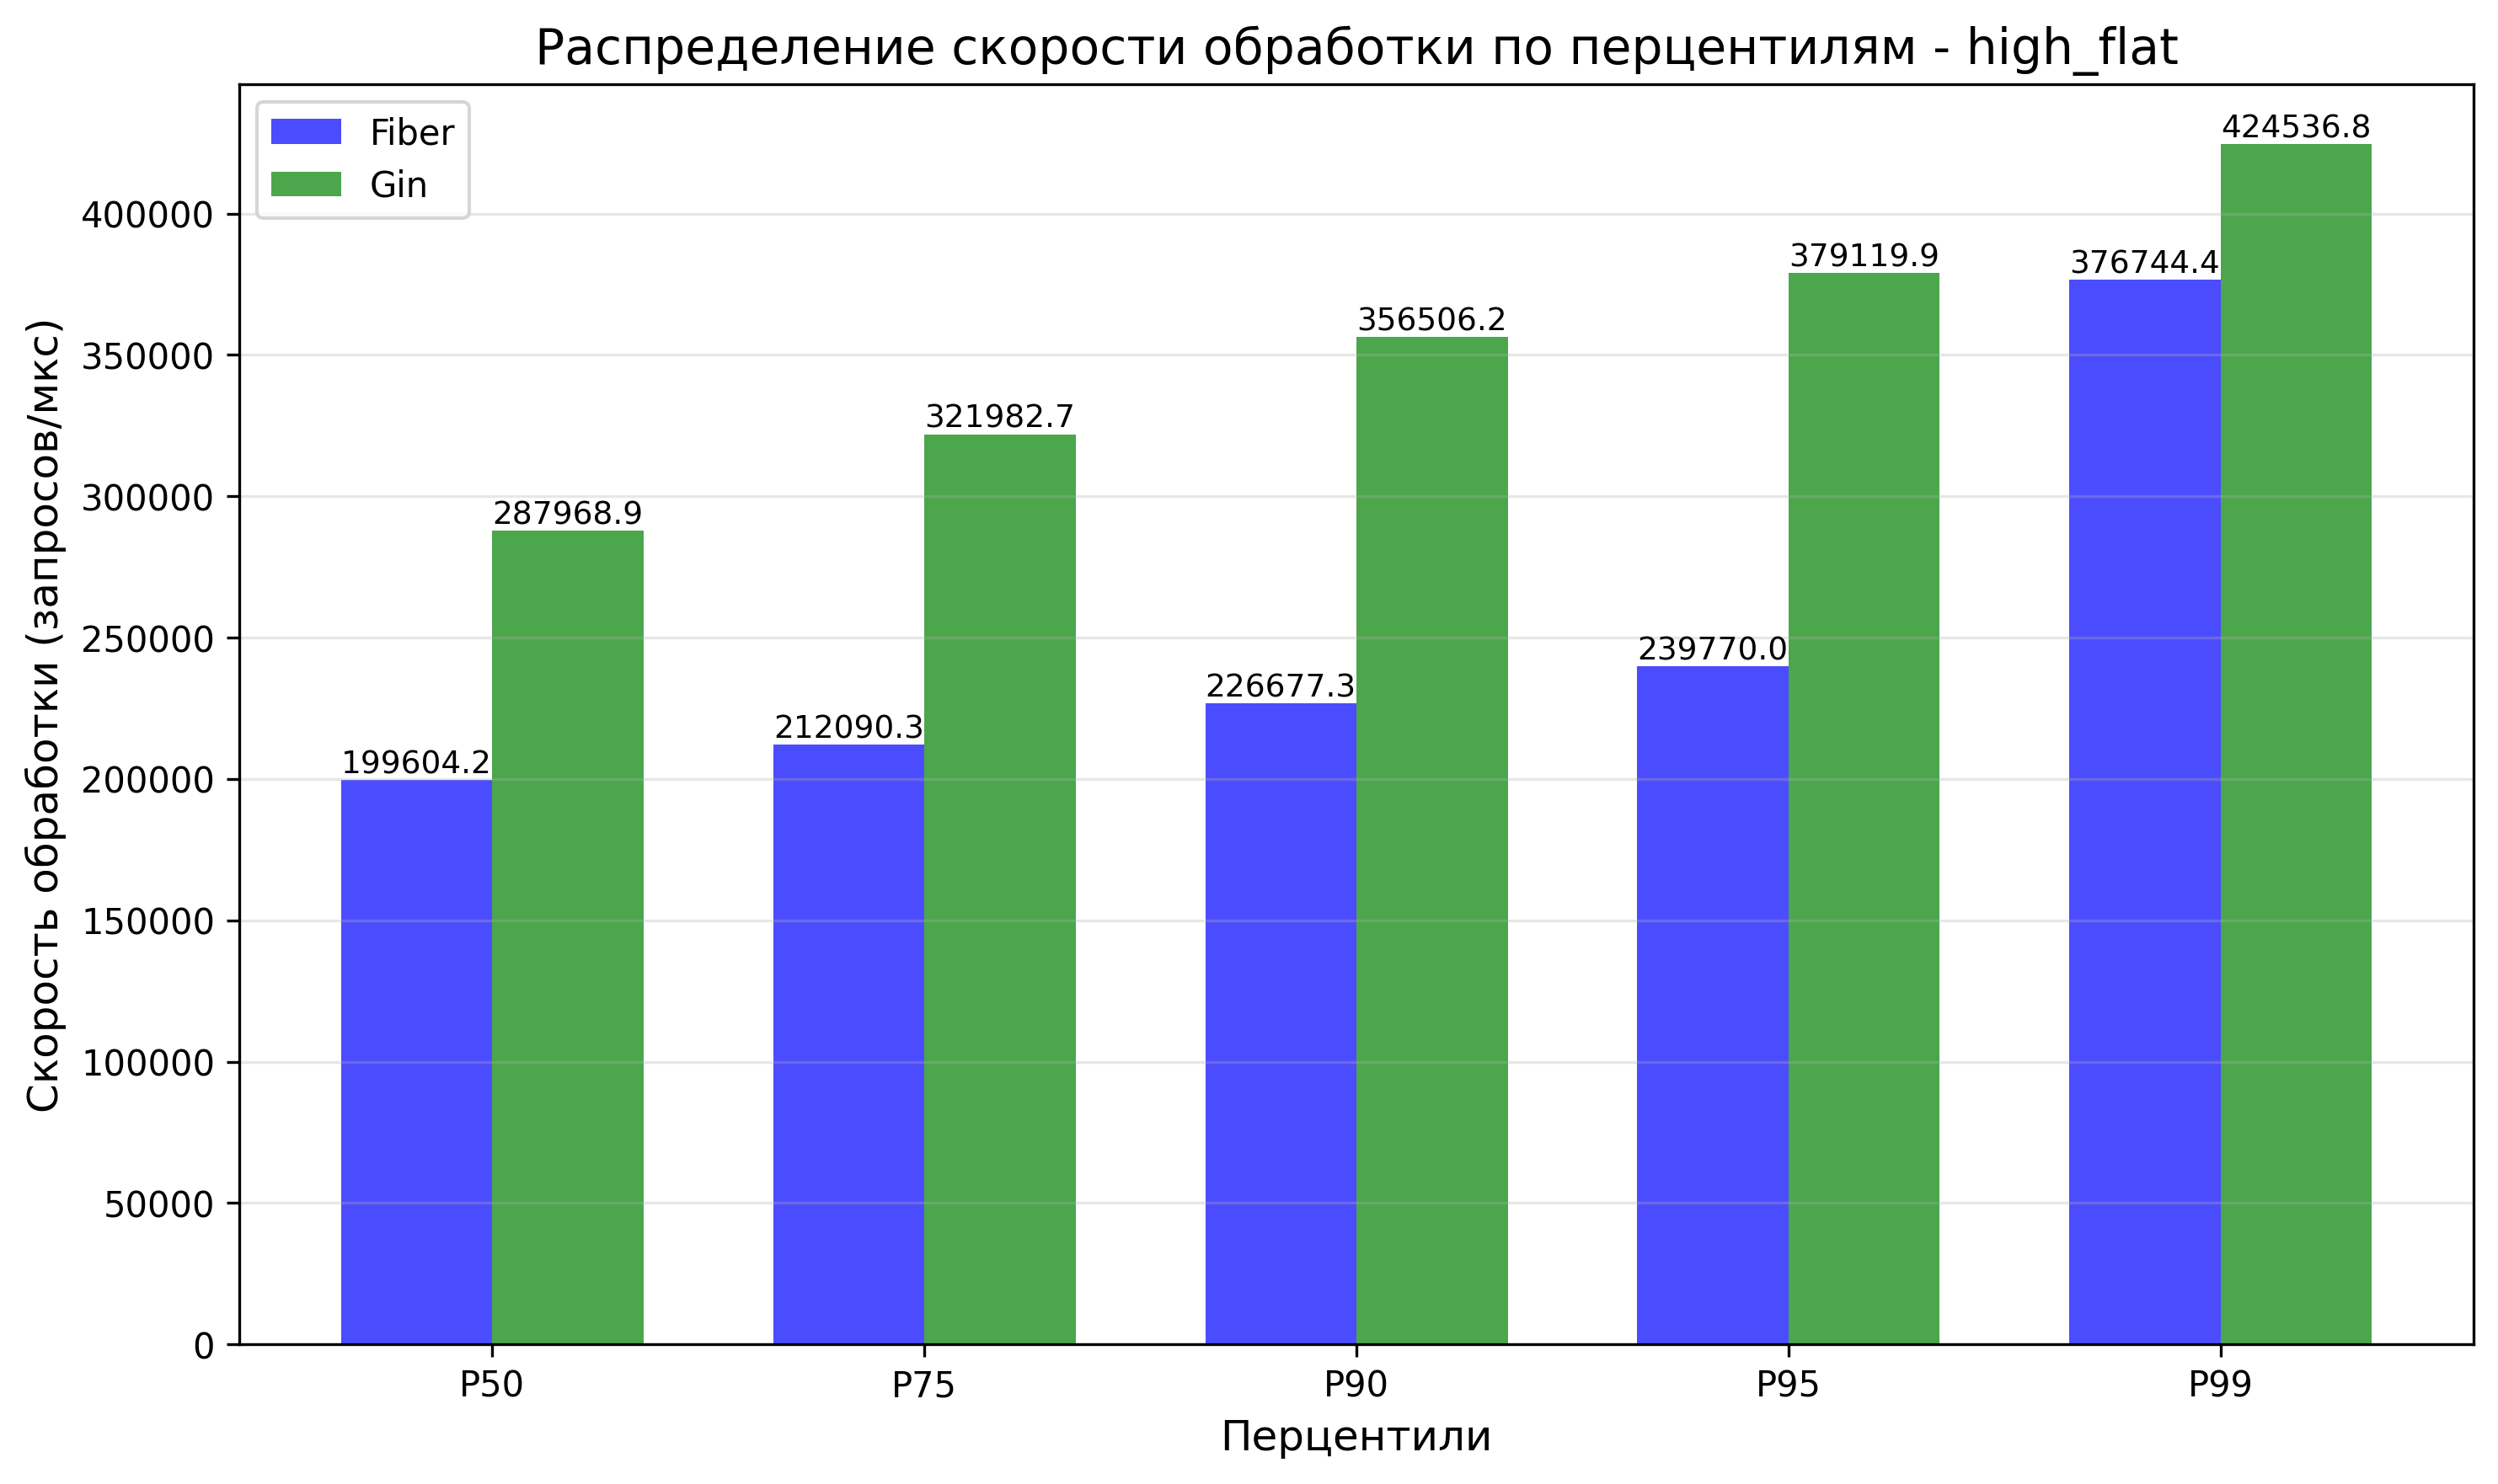 Распределение скорости обработки по перцентилям - high_flat
Fiber
Gin
Скорость обработки (запросов/мкс)
400000
350000
300000
250000
200000
150000
100000
50000
0
199604.2
287968.9
212090.3
321982.7
226677.3
356506.2
239770.0
379119.9
376744.4
424536.8
P50
P75
P90
P95
P99
Перцентили